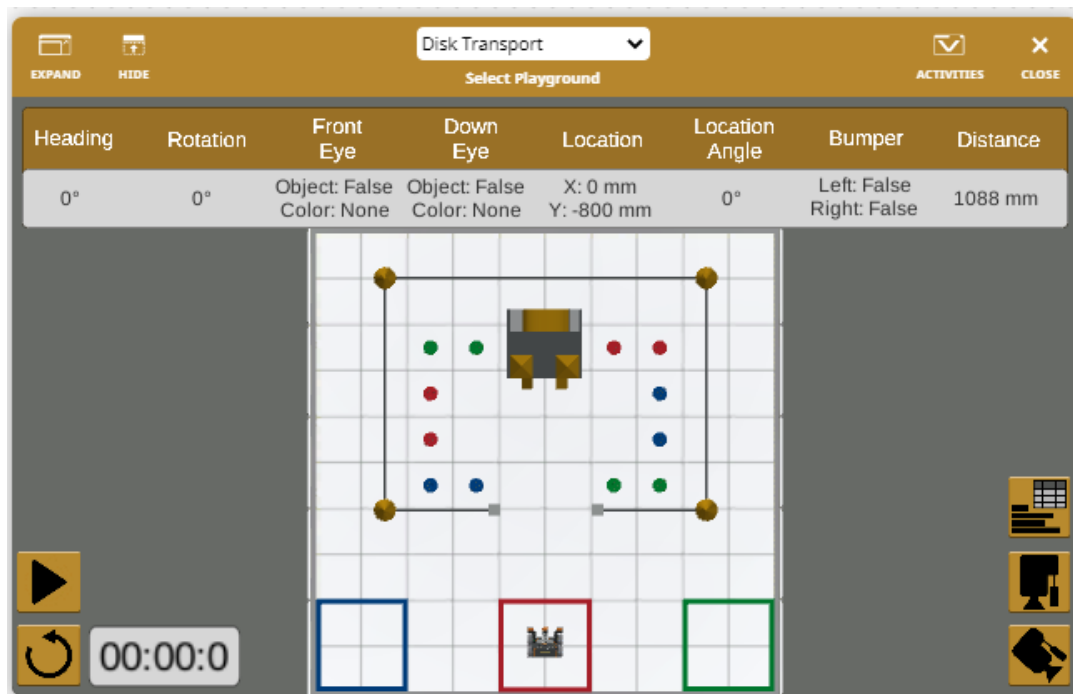 Disk Transport
EXPAND HIDE Select Playground ACTIVITIES CLOSE
Heading Rotation Front Eye Down Eye Location Location Angle Bumper Distance
0° 0° Object: False Color: None Object: False Color: None X: 0 mm Y: -800 mm 0° Left: False Right: False 1088 mm
00:00:0